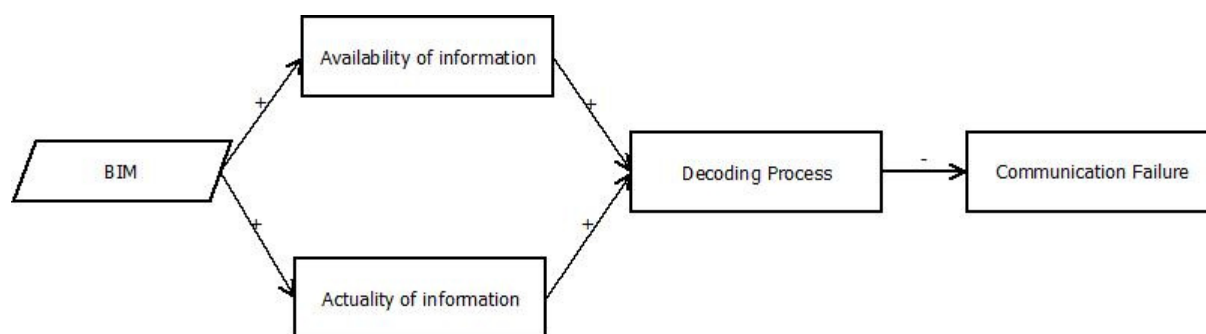 Availability of information
+
+
BIM
Decoding Process
-
Communication Failure
+
+
Actuality of information